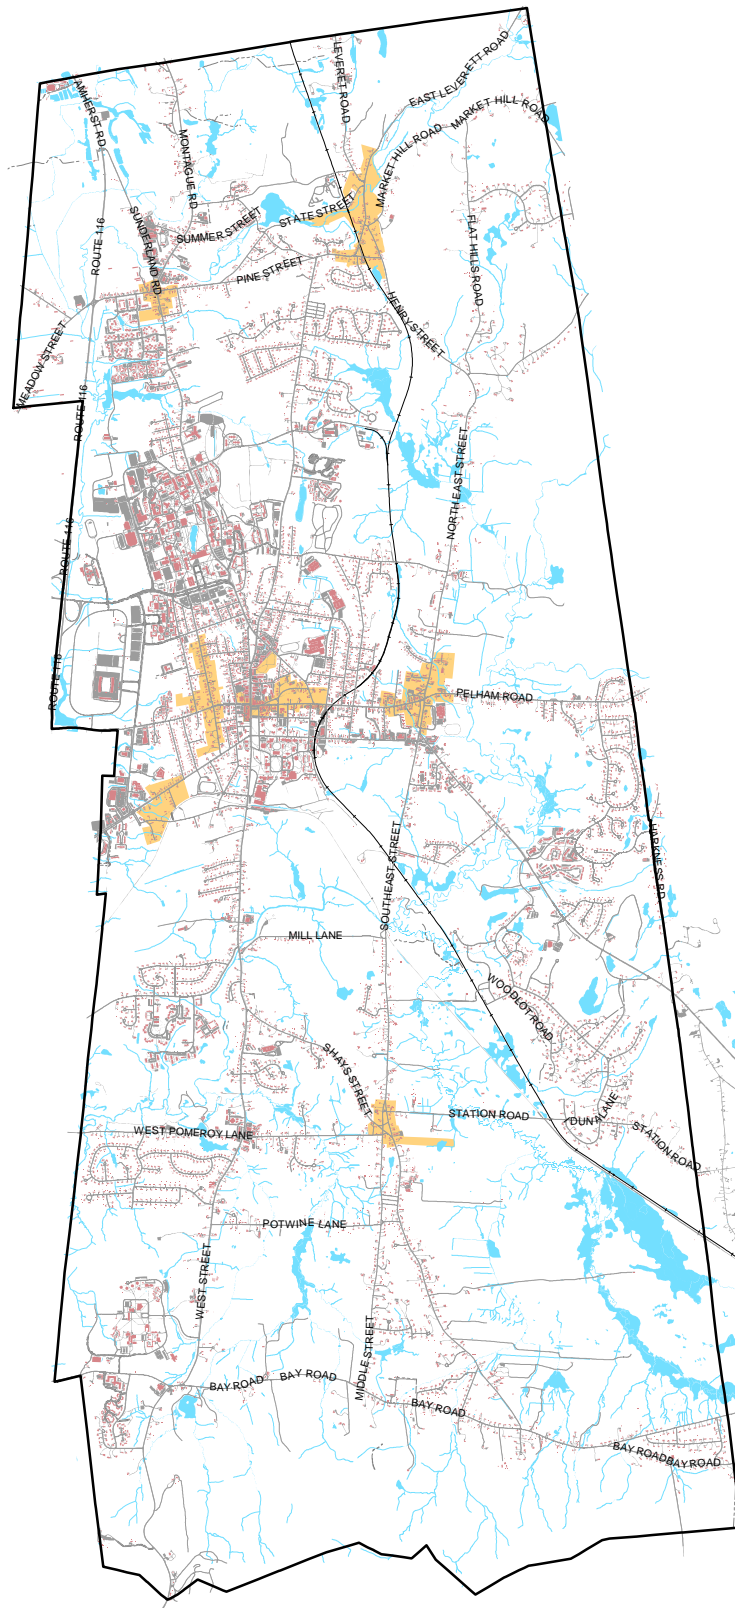 LEVERET ROAD
EAST LEVERETT ROAD
AMHERST RD
MARKET HILL ROAD
MONTAGUE RD
MARKET HILL ROAD
SUNDERLAND RD
STATE STREET
SUMMER STREET
ROUTE 116
FLAT HILLS ROAD
PINE STREET
HENRY STREET
MEADOW STREET
ROUTE 116
NORTH EAST STREET
ROUTE 116
ROUTE 116
PELHAM ROAD
HARKNESS RD
SOUTHEAST STREET
MILL LANE
WOODLOT ROAD
SHAYS STREET
STATION ROAD
DUNA LANE
STATION ROAD
WEST POMEROY LANE
POTWINE LANE
WEST STREET
MIDDLE STREET
BAY ROAD
BAY ROAD
BAY ROAD
BAY ROAD
BAY ROAD